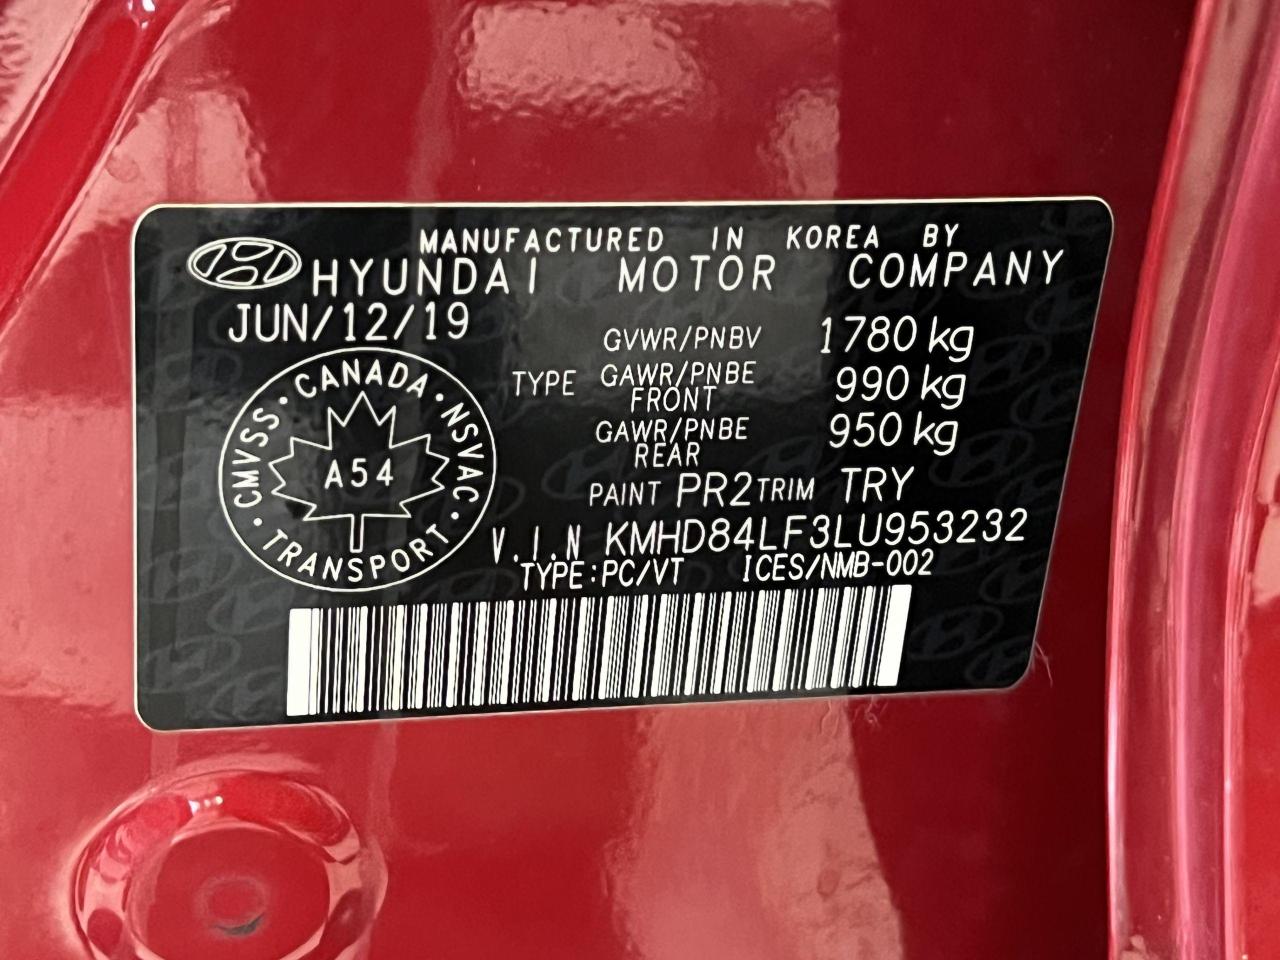 MANUFACTURED IN KOREA BY
HYUNDAI MOTOR COMPANY
JUN/12/19
GVWR/PNBV 1780 kg
TYPE GAWR/PNBE FRONT 990 kg
GAWR/PNBE REAR 950 kg
PAINT PR2 TRIM TRY
V.I.N KMHD84LF3LU953232
TYPE:PC/VT ICES/NMB-002
CMVSS · CANADA · NSVAC ·
TRANSPORT ·
A54